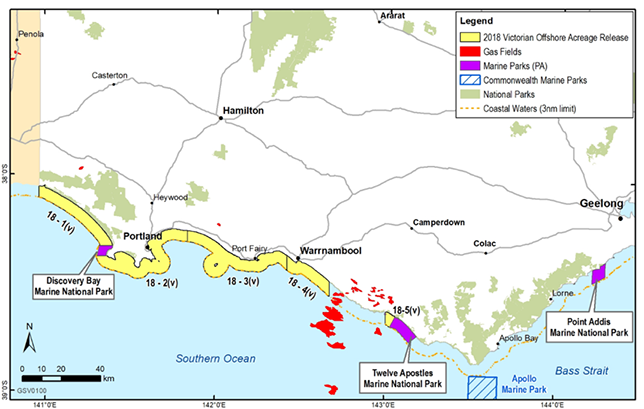 Ararat
Penola
Legend
2018 Victorian Offshore Acreage Release
Gas Fields
Marine Parks (PA)
Commonwealth Marine Parks
National Parks
Coastal Waters (3nm limit)
Casterton
Hamilton
38°S
Heywood
Geelong
18 - 1(v)
Portland
Port Fairy
Warrnambool
Camperdown
Colac
Discovery Bay
Marine National Park
18 - 2(v)
18 - 3(v)
18 - 4(v)
18-5(v)
Lorne
Point Addis
Marine National Park
Apollo Bay
N
Southern Ocean
Twelve Apostles
Marine National Park
Apollo
Marine Park
Bass Strait
0 10 20 40
km
GSV0100
39°S
141°0'E
142°0'E
143°0'E
144°0'E